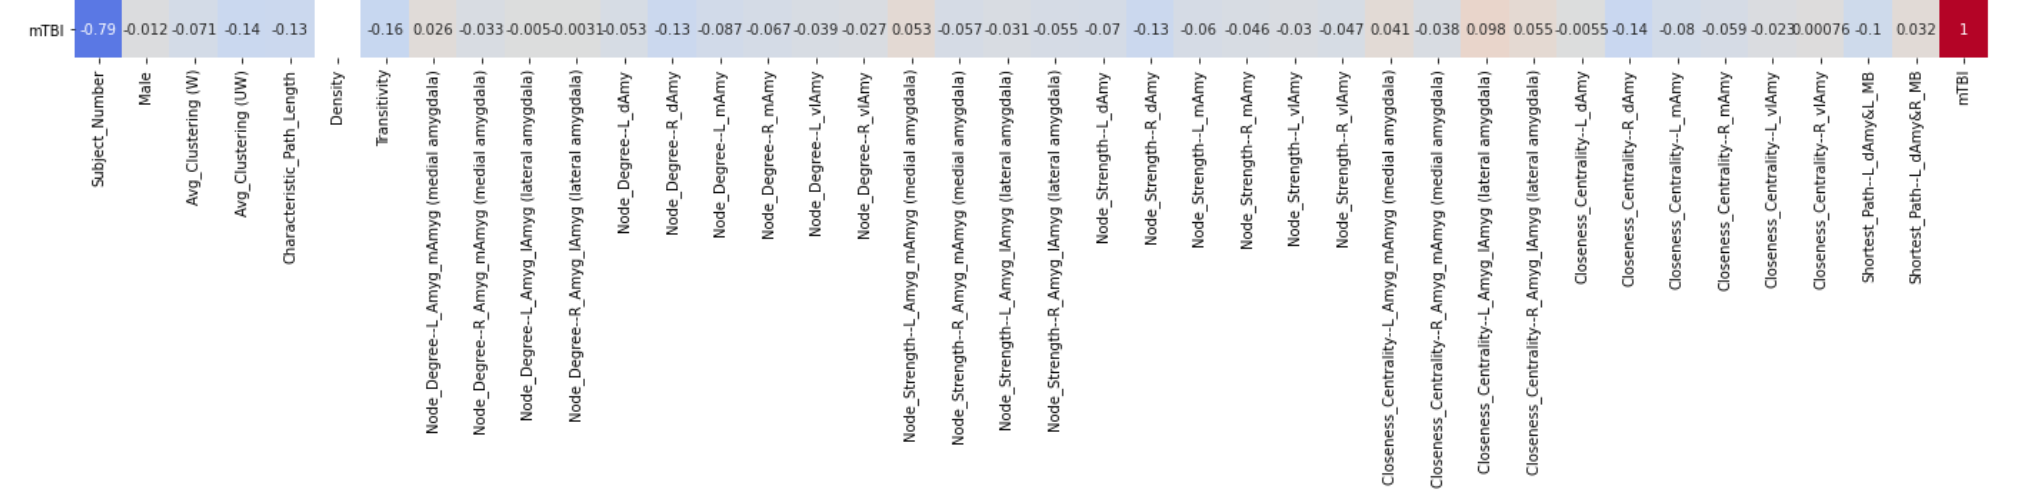 mTBI
-0.79
-0.012
-0.071
-0.14
-0.13
-0.16
0.026
-0.033
-0.005
-0.0031
-0.053
-0.13
-0.087
-0.067
-0.039
-0.027
0.053
-0.057
-0.031
-0.055
-0.07
-0.13
-0.06
-0.046
-0.03
-0.047
0.041
-0.038
0.098
0.055
-0.0055
-0.14
-0.08
-0.059
-0.023
0.00076
-0.1
0.032
1
Subject_Number
Male
Avg_Clustering (W)
Avg_Clustering (UW)
Characteristic_Path_Length
Density
Transitivity
Node_Degree--L_Amyg_mAmyg (medial amygdala)
Node_Degree--R_Amyg_mAmyg (medial amygdala)
Node_Degree--L_Amyg_lAmyg (lateral amygdala)
Node_Degree--R_Amyg_lAmyg (lateral amygdala)
Node_Degree--L_dAmy
Node_Degree--R_dAmy
Node_Degree--L_mAmy
Node_Degree--R_mAmy
Node_Degree--L_vlAmy
Node_Degree--R_vlAmy
Node_Strength--L_Amyg_mAmyg (medial amygdala)
Node_Strength--R_Amyg_mAmyg (medial amygdala)
Node_Strength--L_Amyg_lAmyg (lateral amygdala)
Node_Strength--R_Amyg_lAmyg (lateral amygdala)
Node_Strength--L_dAmy
Node_Strength--R_dAmy
Node_Strength--L_mAmy
Node_Strength--R_mAmy
Node_Strength--L_vlAmy
Node_Strength--R_vlAmy
Closeness_Centrality--L_Amyg_mAmyg (medial amygdala)
Closeness_Centrality--R_Amyg_mAmyg (medial amygdala)
Closeness_Centrality--L_Amyg_lAmyg (lateral amygdala)
Closeness_Centrality--R_Amyg_lAmyg (lateral amygdala)
Closeness_Centrality--L_dAmy
Closeness_Centrality--R_dAmy
Closeness_Centrality--L_mAmy
Closeness_Centrality--R_mAmy
Closeness_Centrality--L_vlAmy
Closeness_Centrality--R_vlAmy
Shortest_Path--L_dAmy&L_MB
Shortest_Path--L_dAmy&R_MB
mTBI